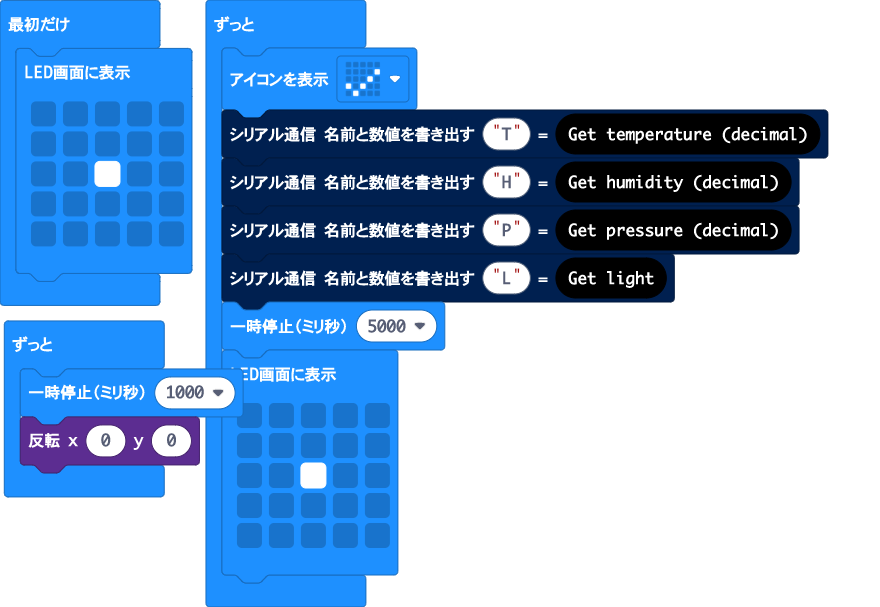 最初だけ
LED画面に表示
ずっと
アイコンを表示
シリアル通信 名前と数値を書き出す "T" = Get temperature (decimal)
シリアル通信 名前と数値を書き出す "H" = Get humidity (decimal)
シリアル通信 名前と数値を書き出す "P" = Get pressure (decimal)
シリアル通信 名前と数値を書き出す "L" = Get light
一時停止(ミリ秒) 5000
ED画面に表示
ずっと
一時停止(ミリ秒) 1000
反転 x 0 y 0